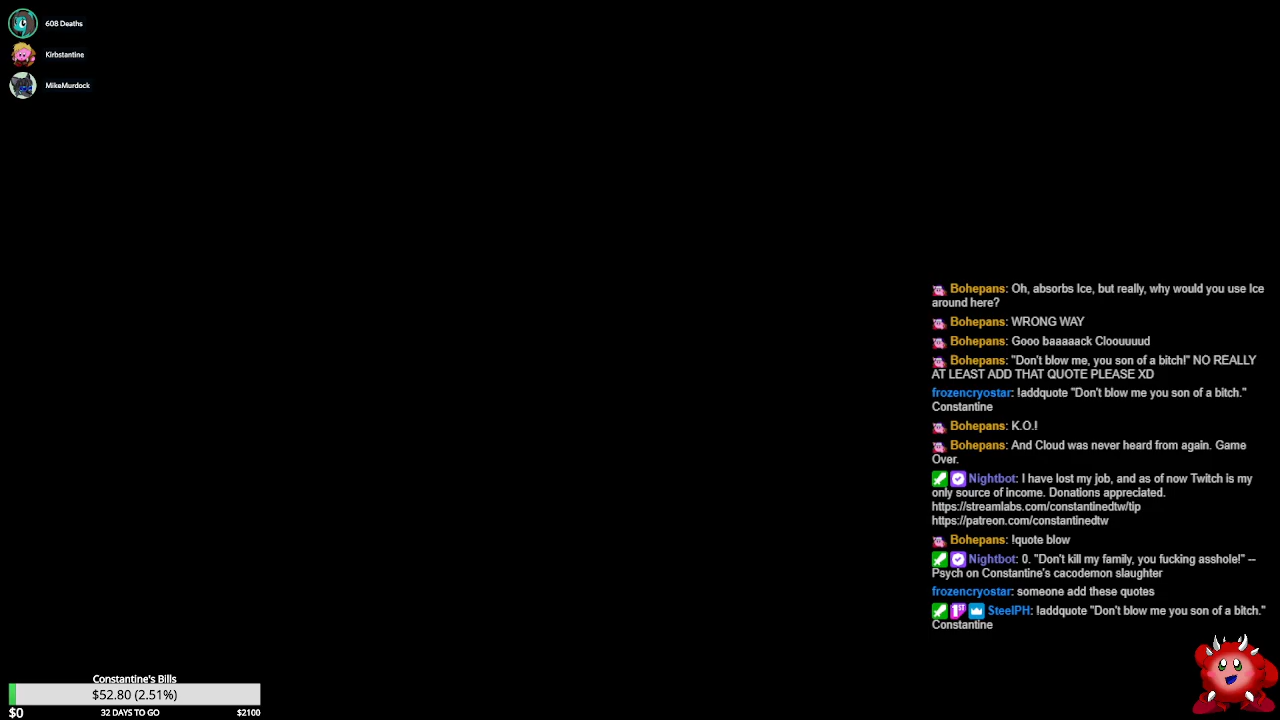 608 Deaths
Kirbstantine
MikeMurdock
Bohepans: Oh, absorbs Ice, but really, why would you use Ice
around here?
Bohepans: WRONG WAY
Bohepans: Gooo baaaaack Cloouuuud
Bohepans: "Don't blow me, you son of a bitch!" NO REALLY
AT LEAST ADD THAT QUOTE PLEASE XD
frozencryostar: !addquote "Don't blow me you son of a bitch."
Constantine
Bohepans: K.O.!
Bohepans: And Cloud was never heard from again. Game
Over.
Nightbot: I have lost my job, and as of now Twitch is my
only source of income. Donations appreciated.
https://streamlabs.com/constantinedtw/tip
https://patreon.com/constantinedtw
Bohepans: !quote blow
Nightbot: 0. "Don't kill my family, you fucking asshole!" --
Psych on Constantine's cacodemon slaughter
frozencryostar: someone add these quotes
1ST SteelPH: !addquote "Don't blow me you son of a bitch."
Constantine
Constantine's Bills
$52.80 (2.51%)
$0 32 DAYS TO GO $2100